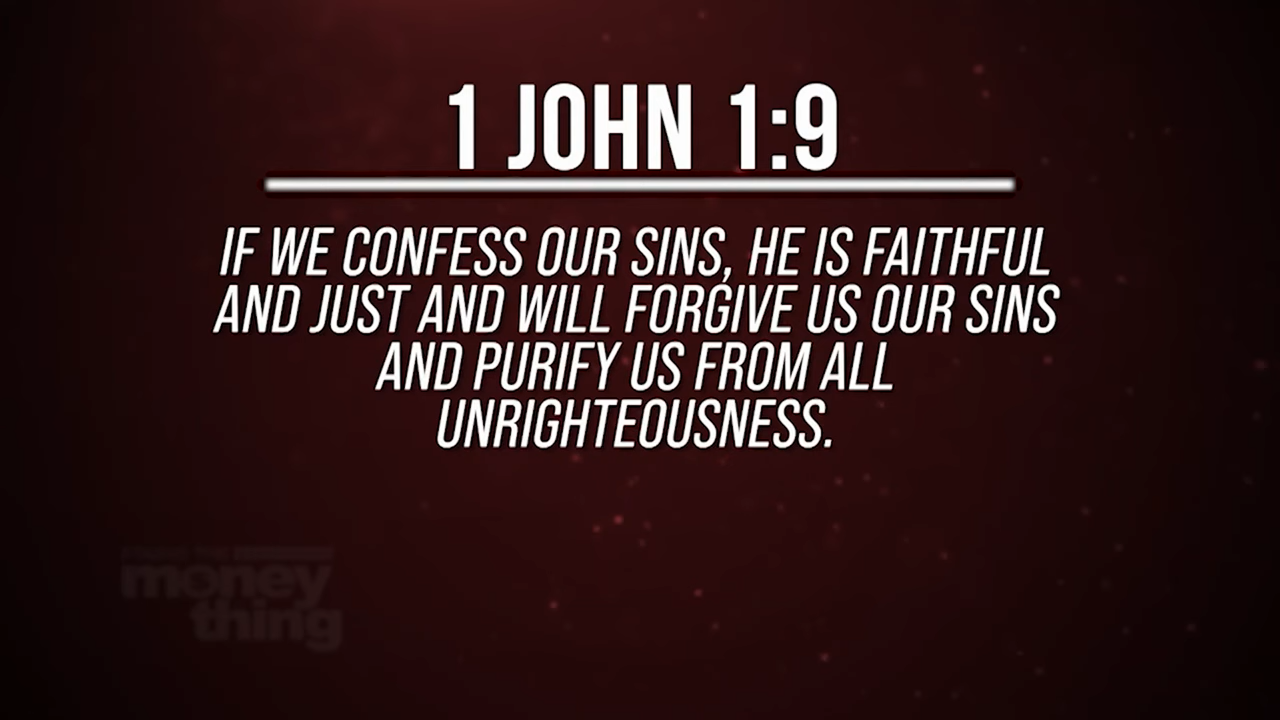 1 JOHN 1:9
IF WE CONFESS OUR SINS, HE IS FAITHFUL
AND JUST AND WILL FORGIVE US OUR SINS
AND PURIFY US FROM ALL
UNRIGHTEOUSNESS.
money
thing